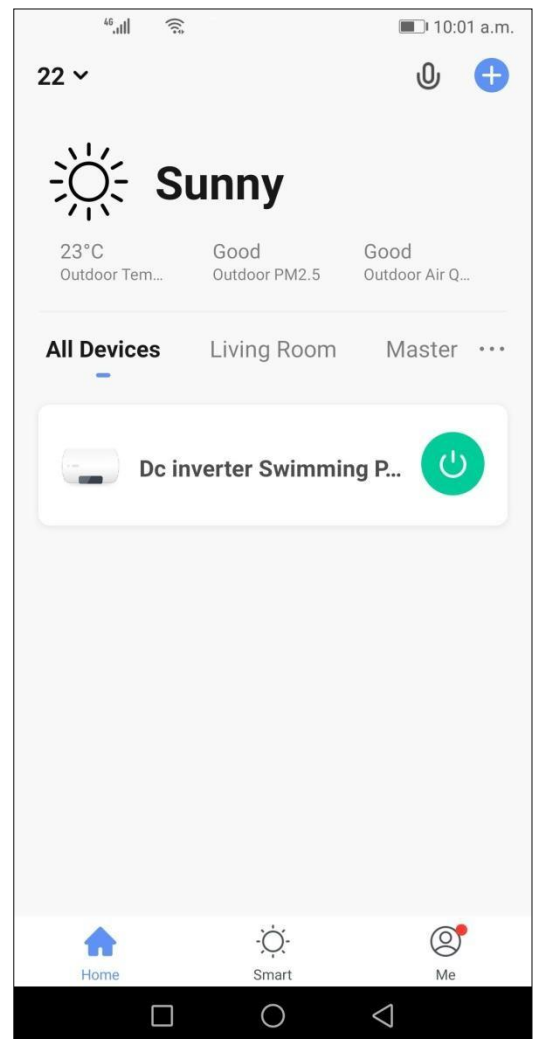 4G 10:01 a.m.
22
Sunny
23°C Good Good
Outdoor Tem... Outdoor PM2.5 Outdoor Air Q...
All Devices Living Room Master ...
Dc inverter Swimming P...
Home Smart Me